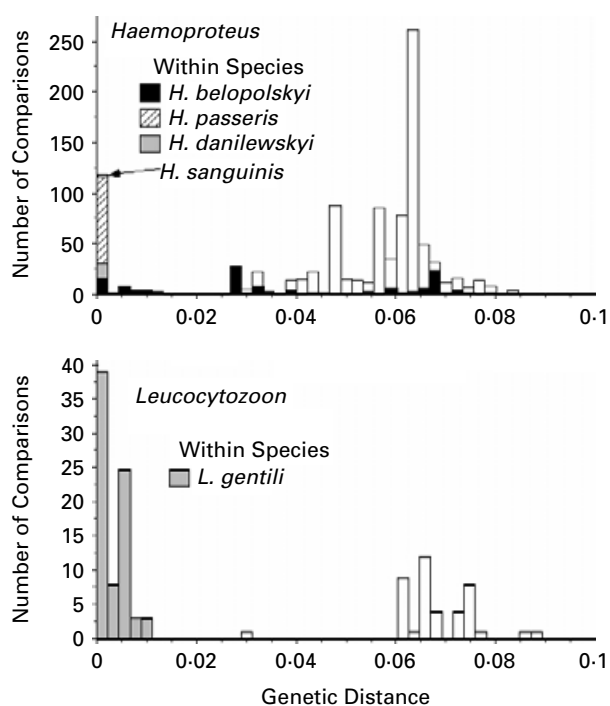 Haemoproteus
Within Species
H. belopolskyi
H. passeris
H. danilewskyi
H. sanguinis
Number of Comparisons
250
200
150
100
50
0
0 0·02 0·04 0·06 0·08 0·1
Leucocytozoon
Within Species
L. gentili
Number of Comparisons
40
35
30
25
20
15
10
5
0
0 0·02 0·04 0·06 0·08 0·1
Genetic Distance